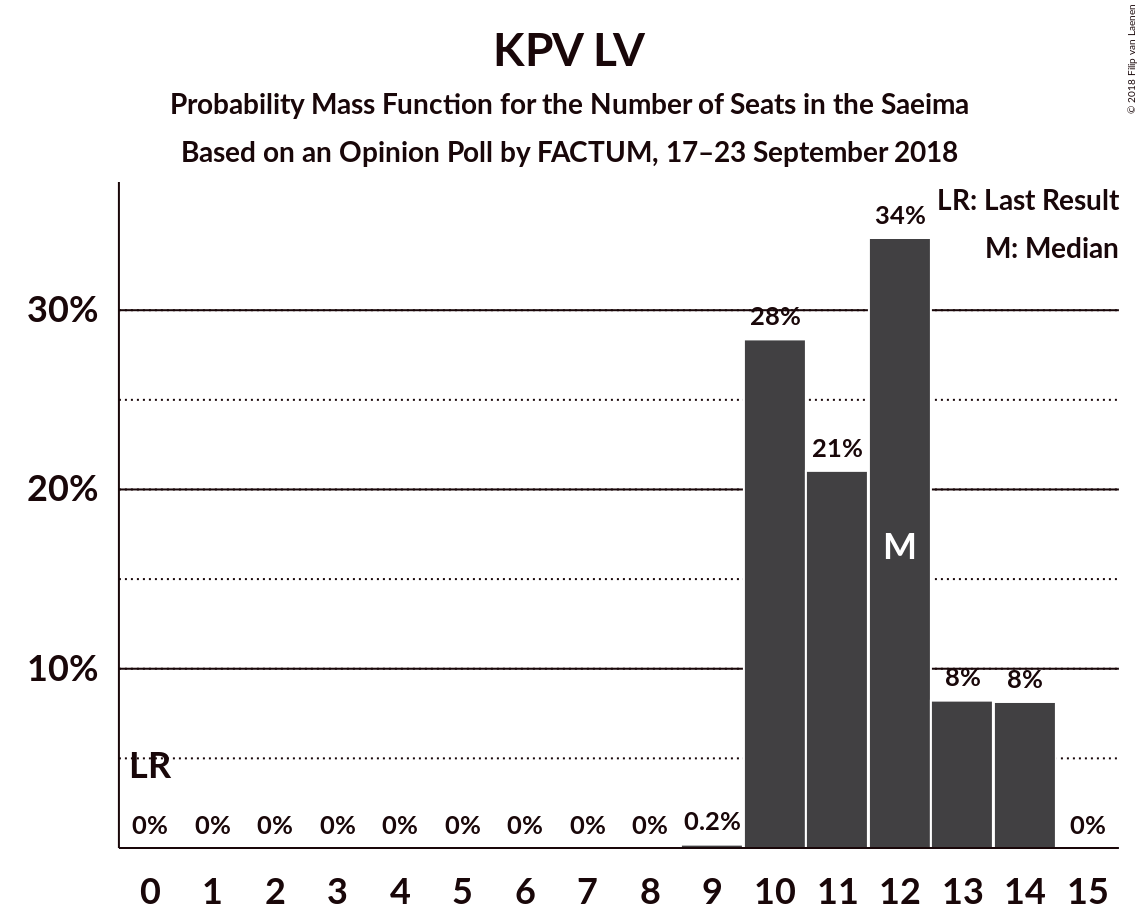 KPV LV
Probability Mass Function for the Number of Seats in the Saeima
Based on an Opinion Poll by FACTUM, 17–23 September 2018
© 2018 Filip van Laenen
LR: Last Result
M: Median
34%
30%
28%
21%
20%
M
10%
8%
8%
LR
0%
0%
0%
0%
0%
0%
0%
0%
0%
0.2%
0%
0 1 2 3 4 5 6 7 8 9 10 11 12 13 14 15